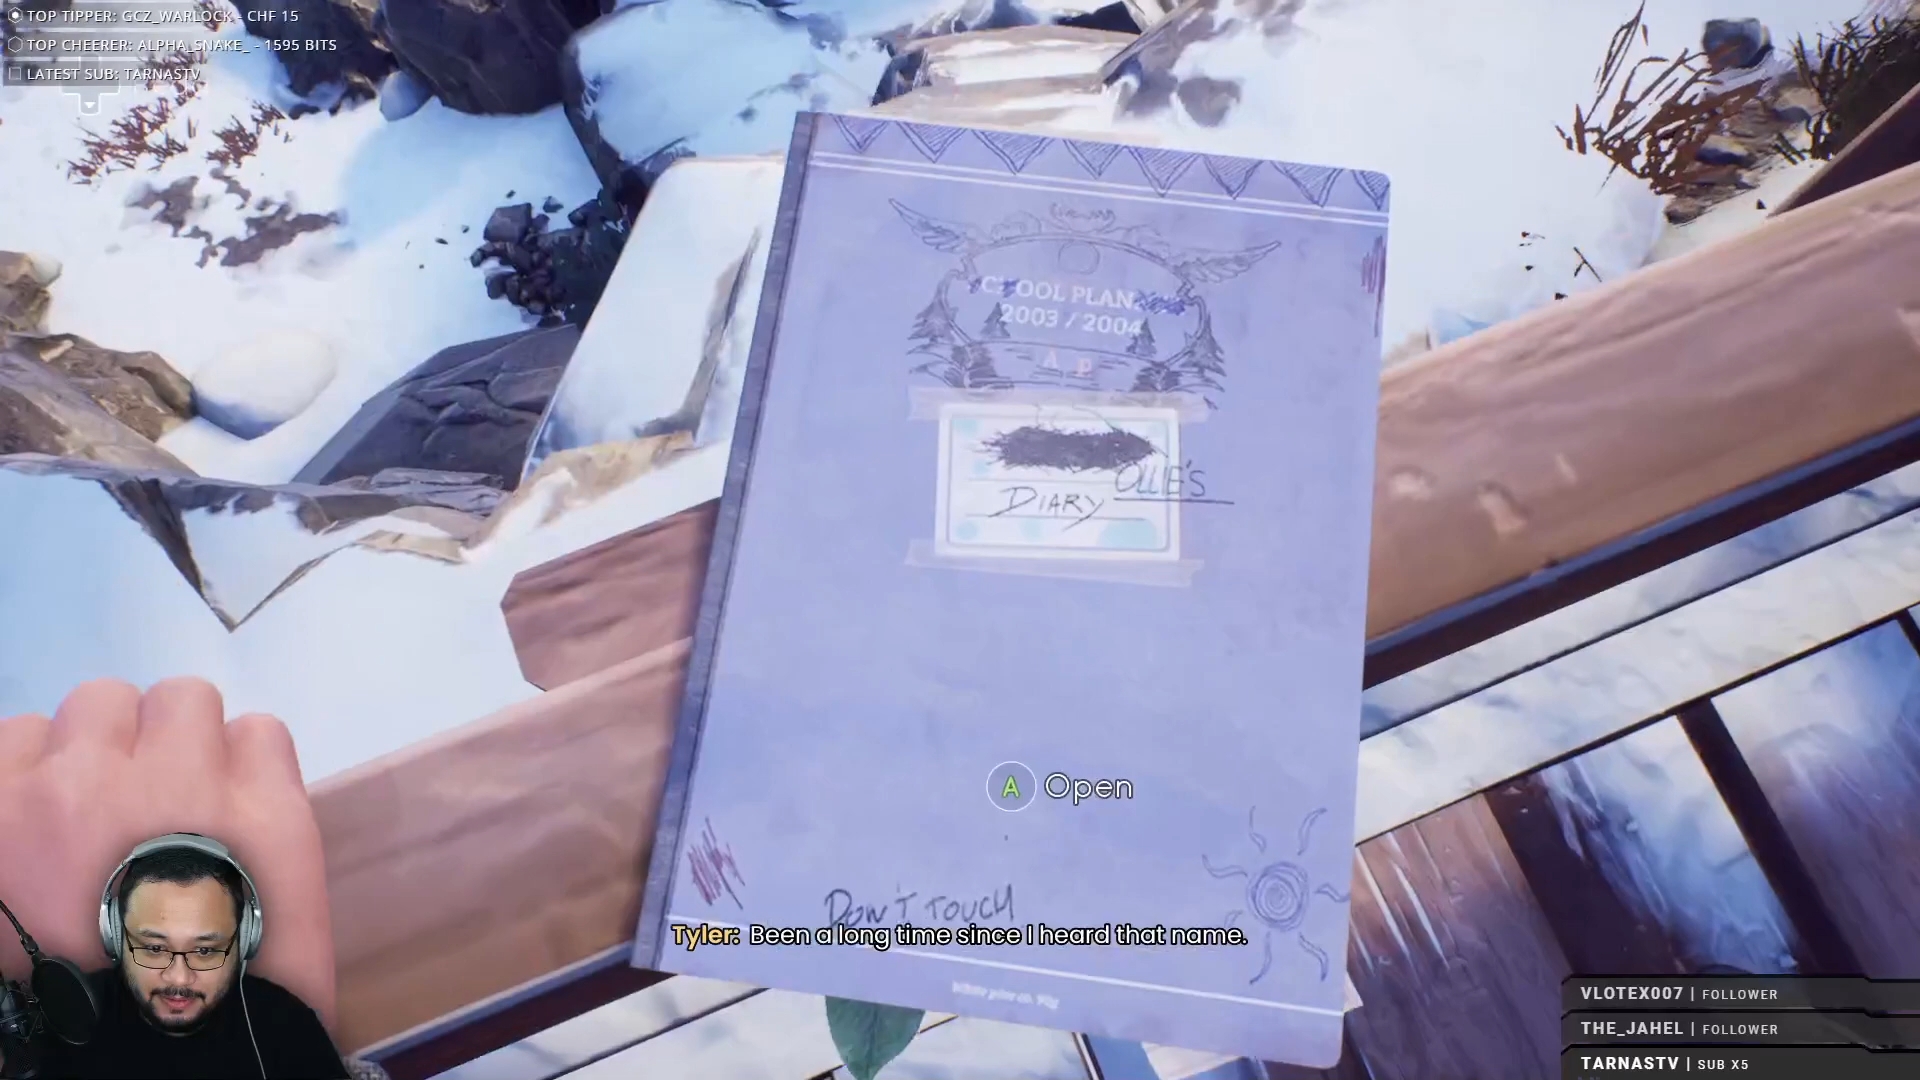 TOP TIPPER: GCZ_WARLOCK - CHF 15
TOP CHEERER: ALPHA_SNAKE_ - 1595 BITS
LATEST SUB: TARNASTV
2003 / 2004
OLLIE'S
DIARY
A Open
DON'T TOUCH
Tyler: Been a long time since I heard that name.
VLOTEX007 | FOLLOWER
THE_JAHEL | FOLLOWER
TARNASTV | SUB X5